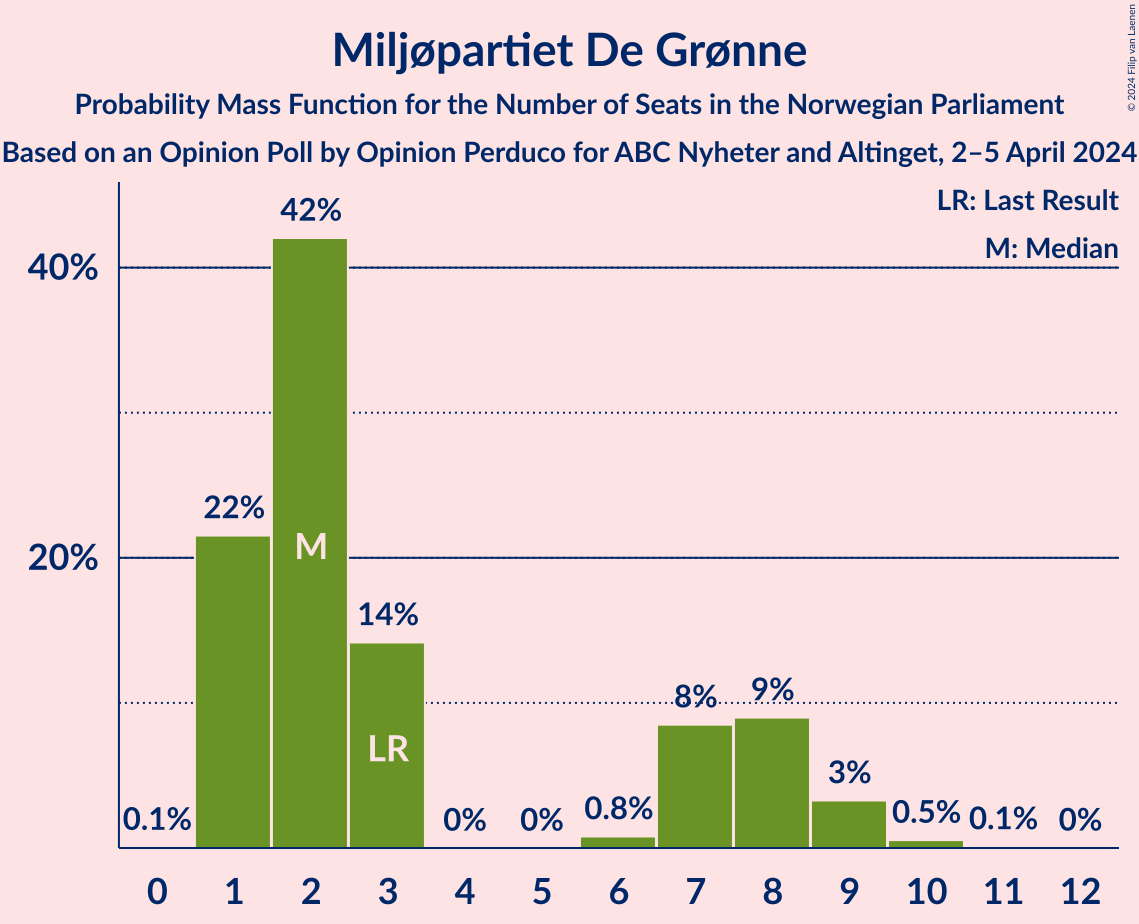 Miljøpartiet De Grønne
Probability Mass Function for the Number of Seats in the Norwegian Parliament
Based on an Opinion Poll by Opinion Perduco for ABC Nyheter and Altinget, 2–5 April 2024
© 2024 Filip van Laenen
LR: Last Result
M: Median
40%
20%
0.1%
22%
42%
14%
0%
0%
0.8%
8%
9%
3%
0.5%
0.1%
0%
M
LR
0 1 2 3 4 5 6 7 8 9 10 11 12